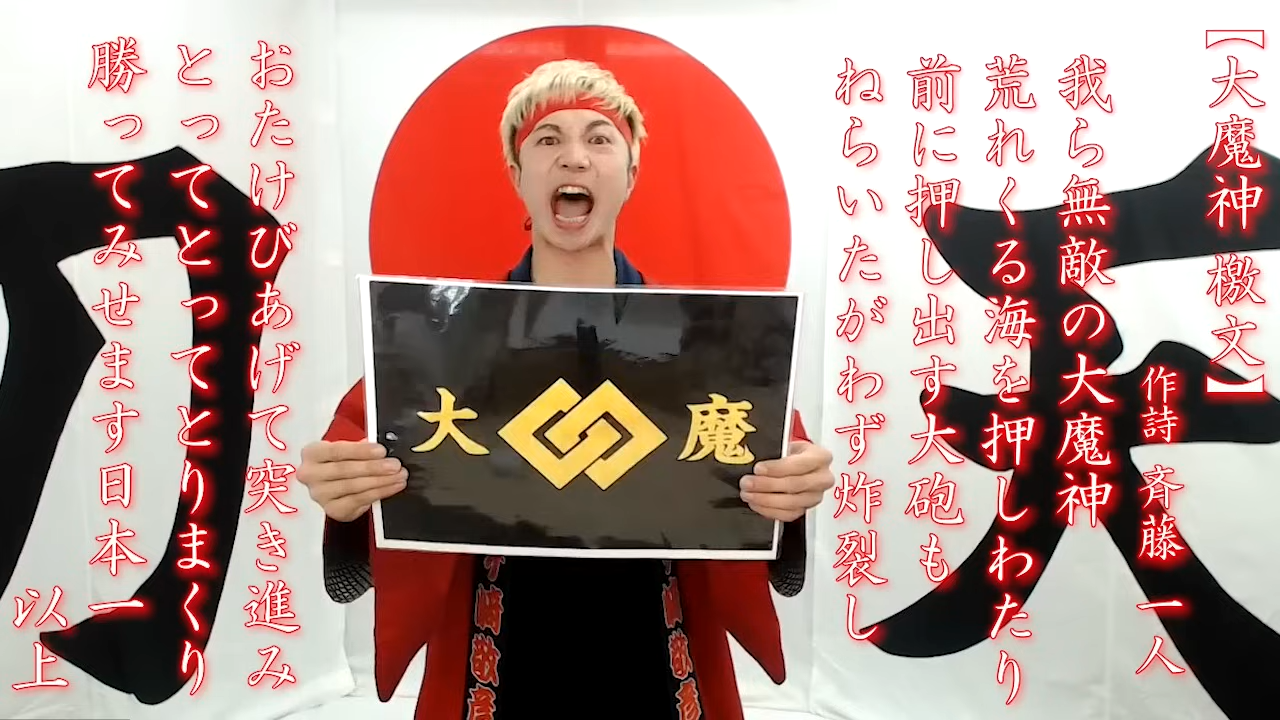 【大魔神 檄文】
作詩 斉藤 一人
我ら無敵の大魔神
荒れくる海を押しわたり
前に押し出す大砲も
ねらいたがわず炸裂し
おたけびあげて突き進み
とってとってとりまくり
勝ってみせます日本一
以上
大 魔